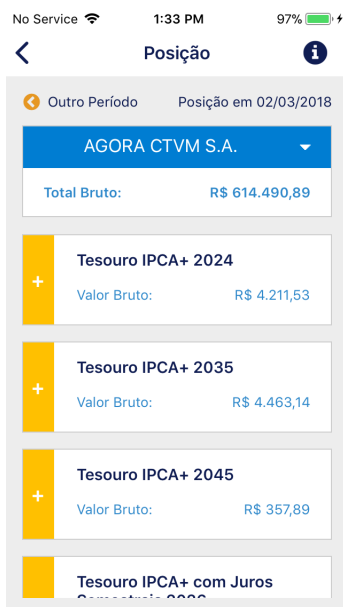 No Service 1:33 PM 97%
Posição
Outro Período Posição em 02/03/2018
AGORA CTVM S.A.
Total Bruto: R$ 614.490,89
Tesouro IPCA+ 2024
+
Valor Bruto: R$ 4.211,53
Tesouro IPCA+ 2035
+
Valor Bruto: R$ 4.463,14
Tesouro IPCA+ 2045
+
Valor Bruto: R$ 357,89
Tesouro IPCA+ com Juros